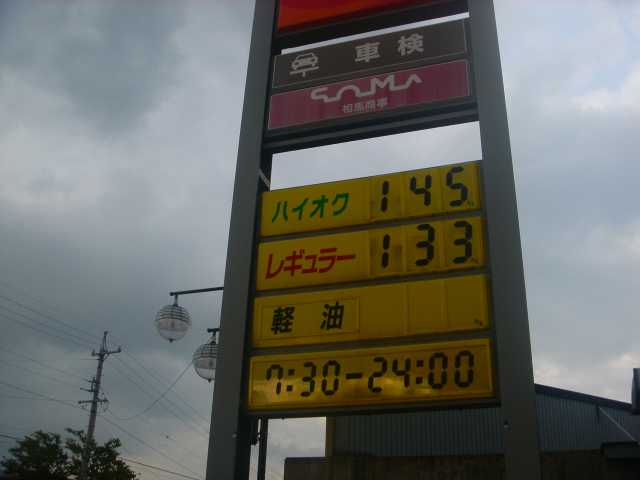 車検
SOMA
相馬商事
ハイオク 145
レギュラー 133
軽油
7:30-24:00